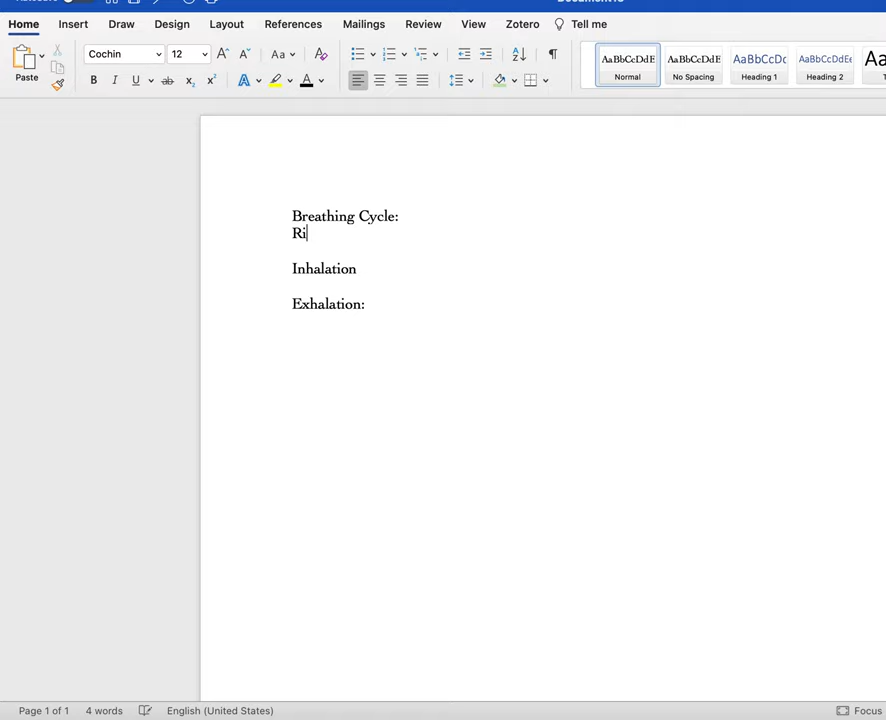 Home Insert Draw Design Layout References Mailings Review View Zotero Tell me
Paste
Cochin 12 Aa
AaBbCcDdE AaBbCcDdE AaBbCcDc AaBbCcDdEe
Normal No Spacing Heading 1 Heading 2
Breathing Cycle:
Ri
Inhalation
Exhalation:
Page 1 of 1 4 words English (United States) Focus